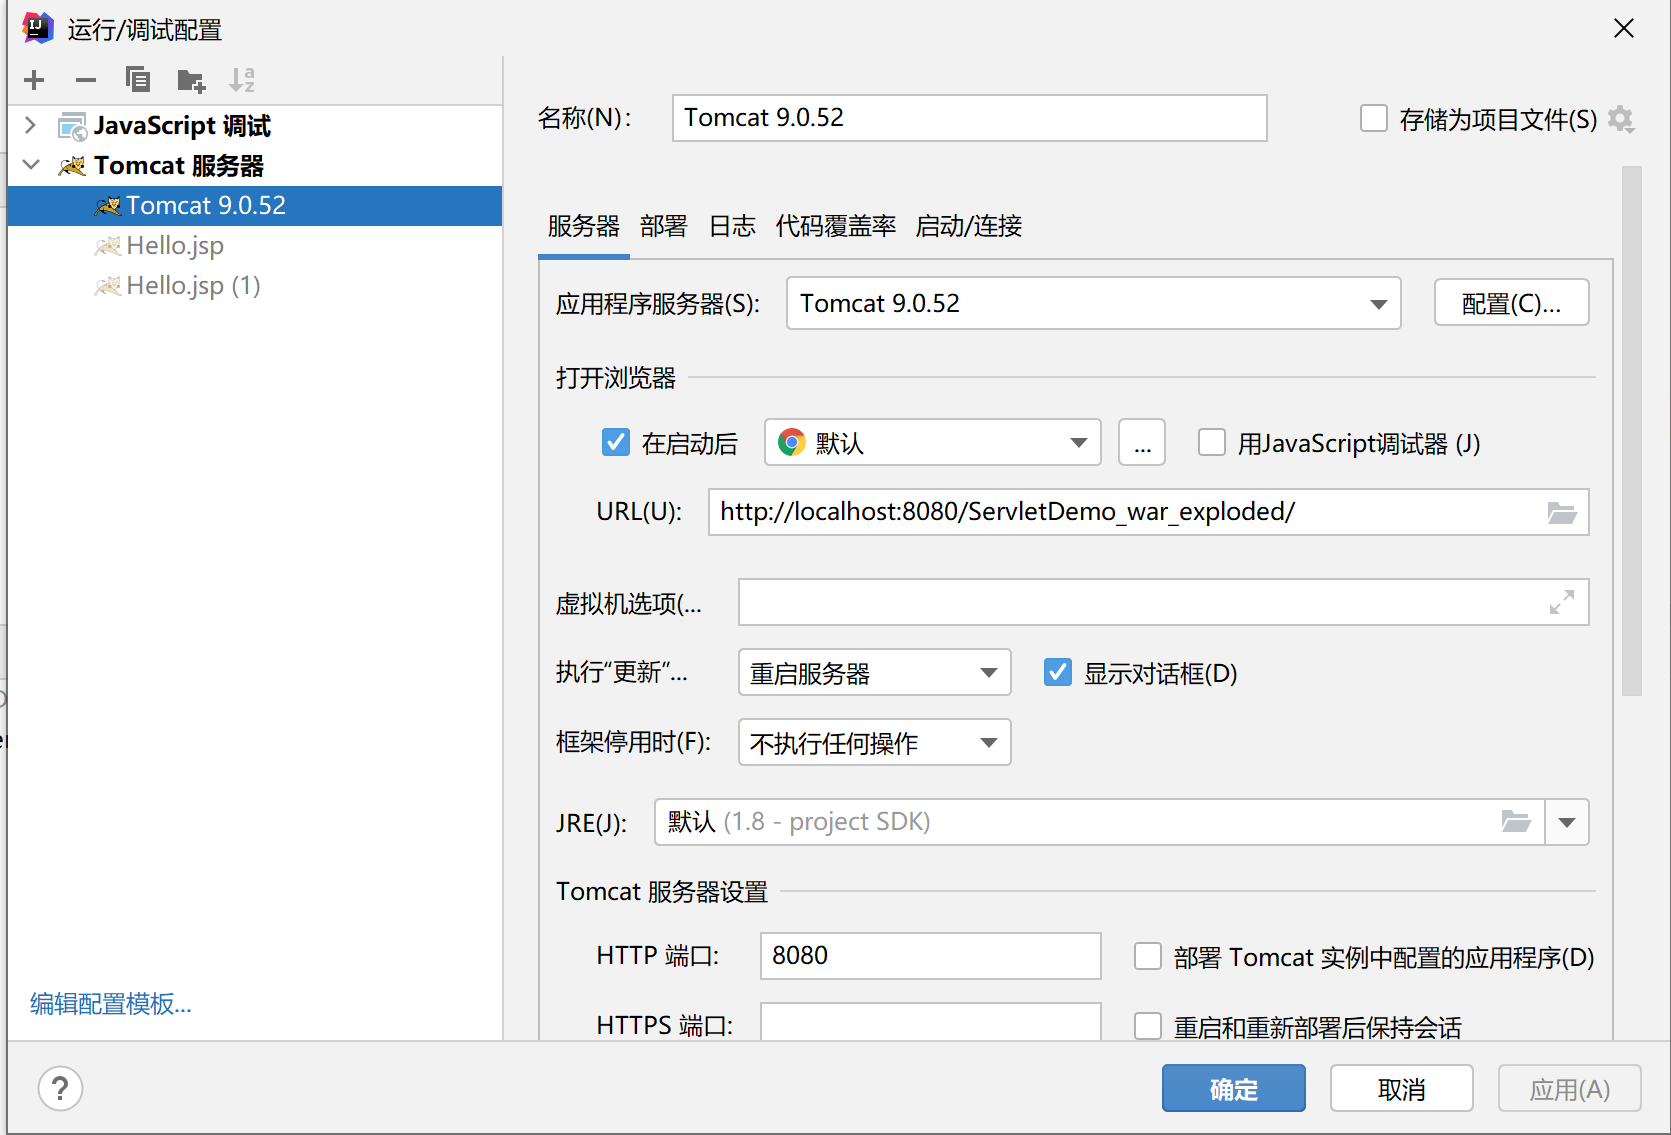 运行/调试配置
JavaScript 调试
Tomcat 服务器
Tomcat 9.0.52
Hello.jsp
Hello.jsp (1)
编辑配置模板...
名称(N):
Tomcat 9.0.52
存储为项目文件(S)
服务器 部署 日志 代码覆盖率 启动/连接
应用程序服务器(S): Tomcat 9.0.52 配置(C)...
打开浏览器
在启动后 默认 ... 用JavaScript调试器 (J)
URL(U): http://localhost:8080/ServletDemo_war_exploded/
虚拟机选项(...
执行“更新”... 重启服务器 显示对话框(D)
框架停用时(F): 不执行任何操作
JRE(J): 默认 (1.8 - project SDK)
Tomcat 服务器设置
HTTP 端口: 8080 部署 Tomcat 实例中配置的应用程序(D)
HTTPS 端口: 重启和重新部署后保持会话
? 确定 取消 应用(A)